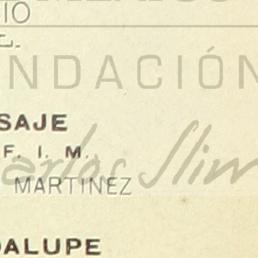 IO
L.
NDACIÓN
SAJE
F. I. M.
Carlos Slim
MARTINEZ
DALUPE